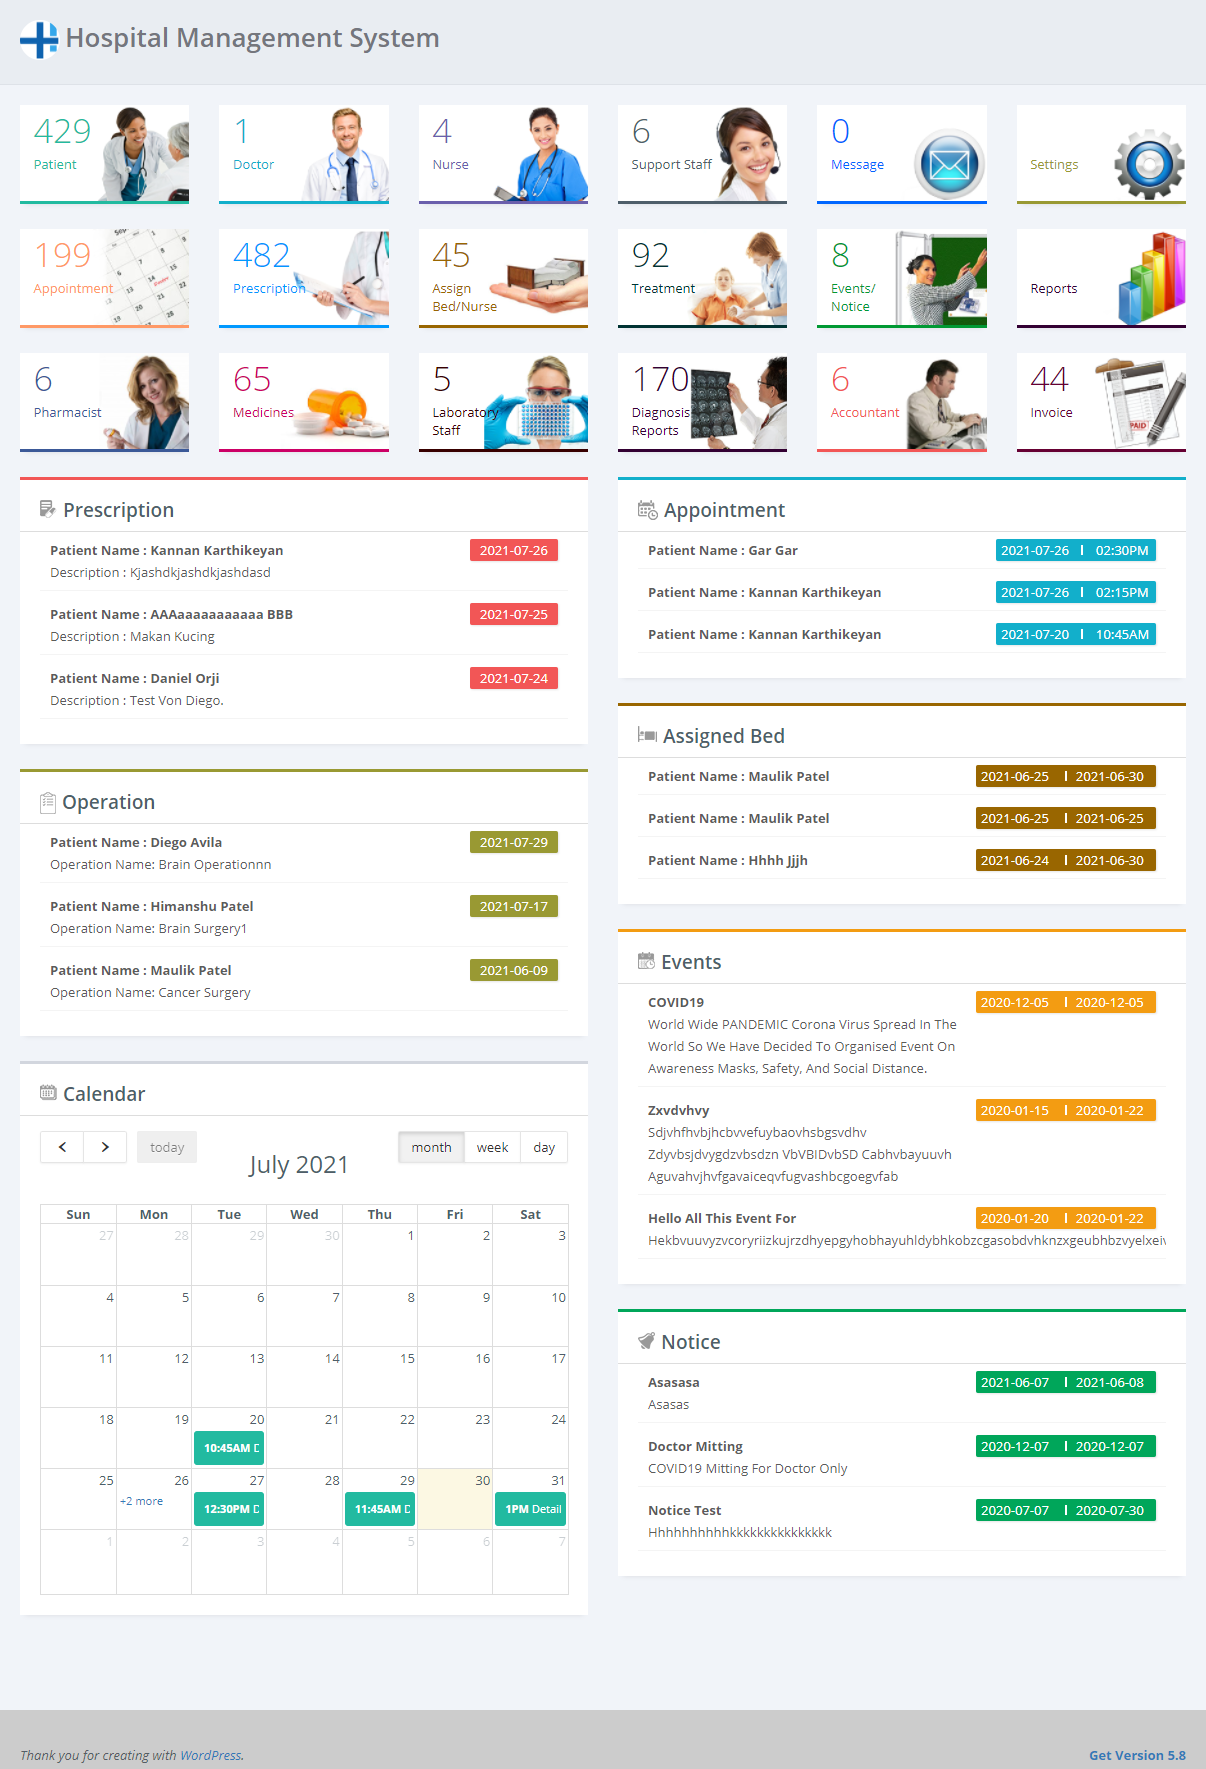 Hospital Management System
429
Patient
1
Doctor
4
Nurse
6
Support Staff
0
Message
Settings
199
Appointment
482
Prescription
45
Assign
Bed/Nurse
92
Treatment
8
Events/
Notice
Reports
6
Pharmacist
65
Medicines
5
Laboratory
Staff
170
Diagnosis
Reports
6
Accountant
44
Invoice
PAID
Prescription
Patient Name : Kannan Karthikeyan 2021-07-26
Description : Kjashdkjashdkjashdasd
Patient Name : AAAaaaaaaaaaaa BBB 2021-07-25
Description : Makan Kucing
Patient Name : Daniel Orji 2021-07-24
Description : Test Von Diego.
Operation
Patient Name : Diego Avila 2021-07-29
Operation Name: Brain Operationnn
Patient Name : Himanshu Patel 2021-07-17
Operation Name: Brain Surgery1
Patient Name : Maulik Patel 2021-06-09
Operation Name: Cancer Surgery
Calendar
today
July 2021
month week day
Sun Mon Tue Wed Thu Fri Sat
27 28 29 30 1 2 3
4 5 6 7 8 9 10
11 12 13 14 15 16 17
18 19 20 21 22 23 24
10:45AM D
25 26 27 28 29 30 31
+2 more 12:30PM D 11:45AM D 1PM Detail
1 2 3 4 5 6 7
Appointment
Patient Name : Gar Gar 2021-07-26 | 02:30PM
Patient Name : Kannan Karthikeyan 2021-07-26 | 02:15PM
Patient Name : Kannan Karthikeyan 2021-07-20 | 10:45AM
Assigned Bed
Patient Name : Maulik Patel 2021-06-25 | 2021-06-30
Patient Name : Maulik Patel 2021-06-25 | 2021-06-25
Patient Name : Hhhh Jjjh 2021-06-24 | 2021-06-30
Events
COVID19 2020-12-05 | 2020-12-05
World Wide PANDEMIC Corona Virus Spread In The
World So We Have Decided To Organised Event On
Awareness Masks, Safety, And Social Distance.
Zxvdvhvy 2020-01-15 | 2020-01-22
Sdjvhfhvbjhcbvvefuybaovhsbgsvdhv
Zdyvbsjdvygdzvbsdzn VbVBIDvbSD Cabhvbayuuvh
Aguvahvjhvfgavaiceqvfugvashbcgoegvfab
Hello All This Event For 2020-01-20 | 2020-01-22
Hekbvuuvyzvcoryriizkujrzdhyepgyhobhayuhldybhkobzcgasobdvhknzxgeubhbzvyelxeiv
Notice
Asasasa 2021-06-07 | 2021-06-08
Asasas
Doctor Mitting 2020-12-07 | 2020-12-07
COVID19 Mitting For Doctor Only
Notice Test 2020-07-07 | 2020-07-30
Hhhhhhhhhhkkkkkkkkkkkkkkk
Thank you for creating with WordPress.
Get Version 5.8